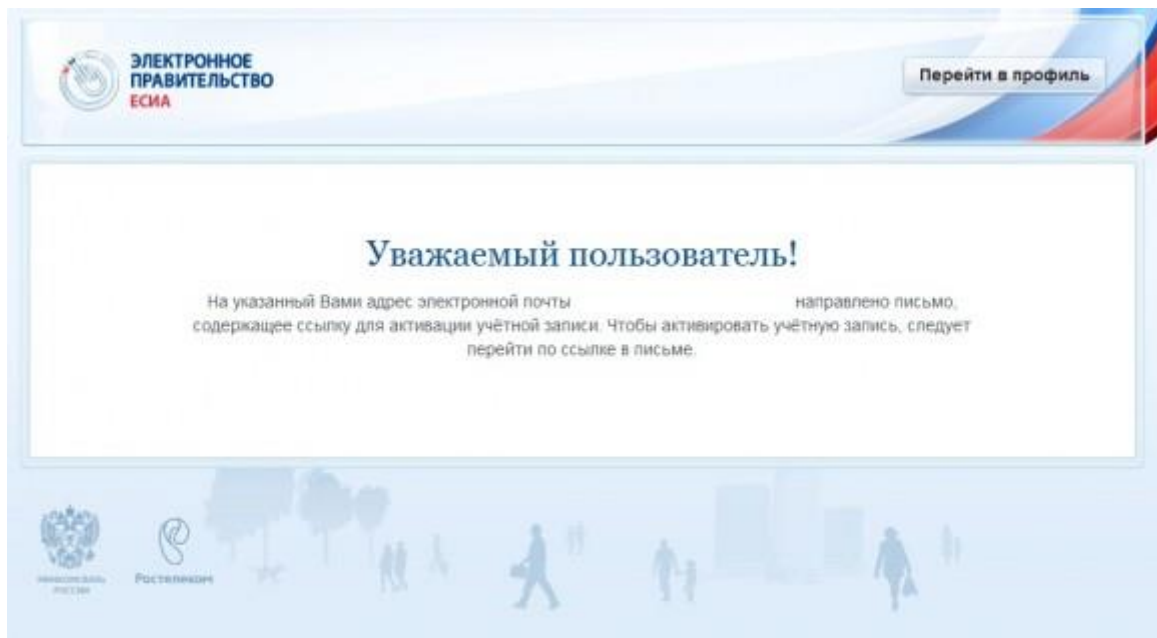 ЭЛЕКТРОННОЕ
ПРАВИТЕЛЬСТВО
ЕСИА
Перейти в профиль
Уважаемый пользователь!
На указанный Вами адрес электронной почты направлено письмо,
содержащее ссылку для активации учётной записи. Чтобы активировать учётную запись, следует
перейти по ссылке в письме.
РОССИИ
Ростелеком